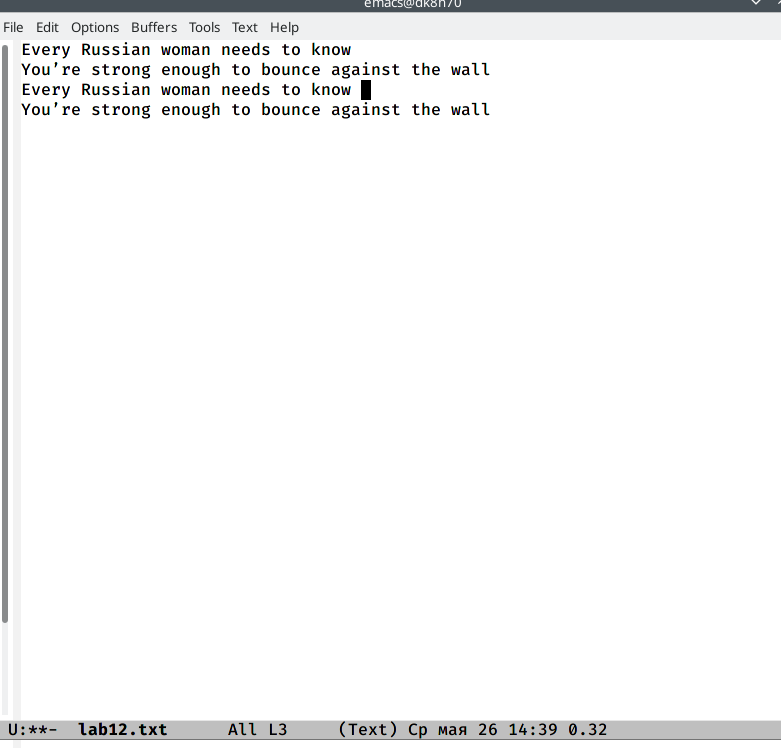 emacs@dk8n70
File Edit Options Buffers Tools Text Help
Every Russian woman needs to know
You’re strong enough to bounce against the wall
Every Russian woman needs to know
You’re strong enough to bounce against the wall
U:**- lab12.txt All L3 (Text) Ср мая 26 14:39 0.32